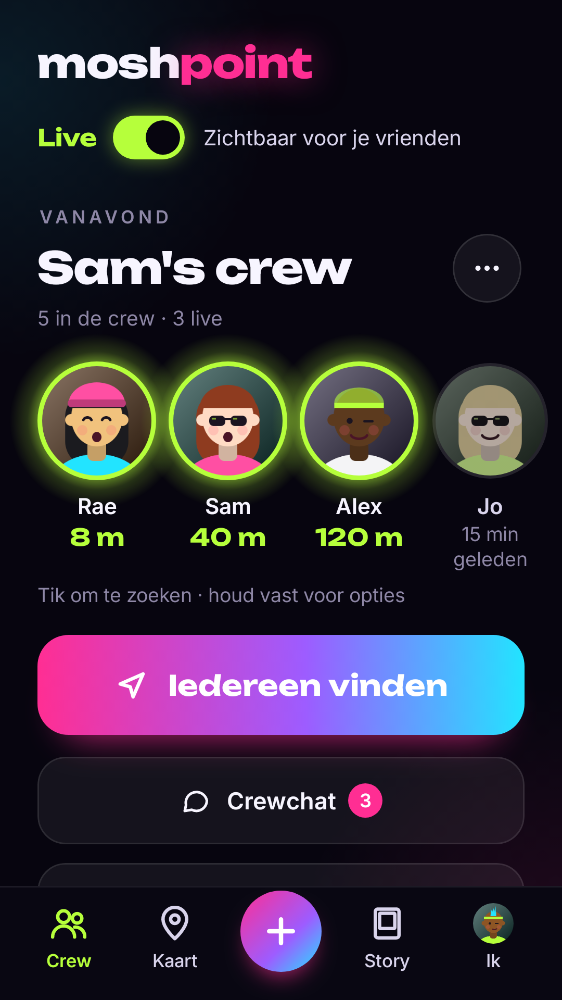 moshpoint
Live Zichtbaar voor je vrienden
VANAVOND
Sam's crew
5 in de crew · 3 live
Rae Sam Alex Jo
8 m 40 m 120 m 15 min
geleden
Tik om te zoeken · houd vast voor opties
Iedereen vinden
Crewchat 3
Crew Kaart Story Ik